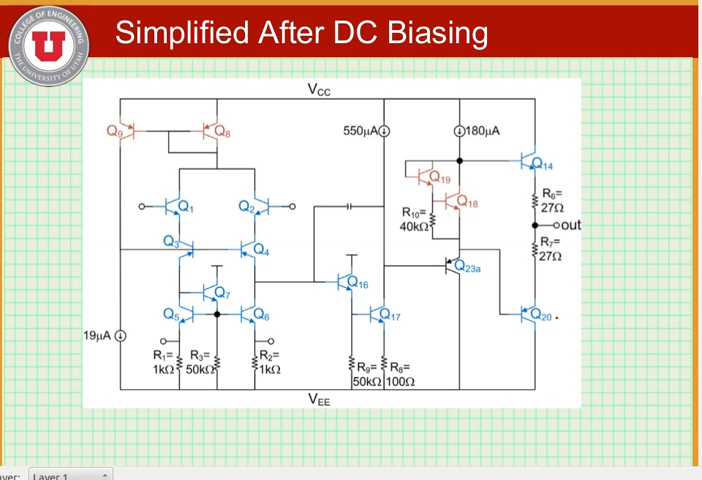 COLLEGE OF ENGINEERING
THE UNIVERSITY OF UTAH
U
Simplified After DC Biasing
VCC
Q9
Q8
550µA
180µA
Q14
Q19
Q18
R6=
27Ω
Q1
Q2
R10=
40kΩ
out
R7=
27Ω
Q3
Q4
Q23a
Q16
Q7
Q5
Q6
Q17
Q20
19µA
R1=
1kΩ
R3=
50kΩ
R2=
1kΩ
R9=
50kΩ
R8=
100Ω
VEE
ayer:
Layer 1